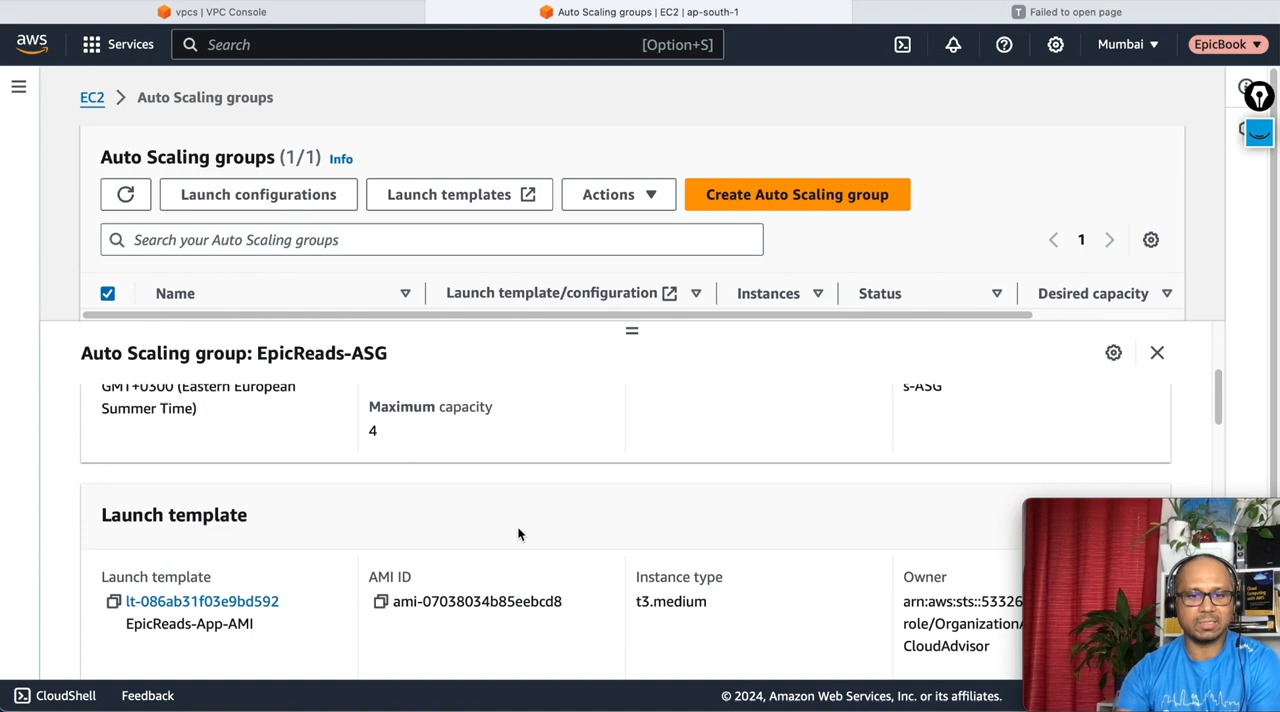 vpcs | VPC Console
Auto Scaling groups | EC2 | ap-south-1
T Failed to open page
aws
Services
Search
[Option+S]
Mumbai
EpicBook
EC2 > Auto Scaling groups
Auto Scaling groups (1/1) Info
Launch configurations
Launch templates
Actions
Create Auto Scaling group
Search your Auto Scaling groups
1
Name
Launch template/configuration
Instances
Status
Desired capacity
Auto Scaling group: EpicReads-ASG
GMT+0300 (Eastern European
Summer Time)
Maximum capacity
4
s-ASG
Launch template
Launch template
lt-086ab31f03e9bd592
EpicReads-App-AMI
AMI ID
ami-07038034b85eebcd8
Instance type
t3.medium
Owner
arn:aws:sts::53326
role/OrganizationA
CloudAdvisor
CloudShell
Feedback
© 2024, Amazon Web Services, Inc. or its affiliates.